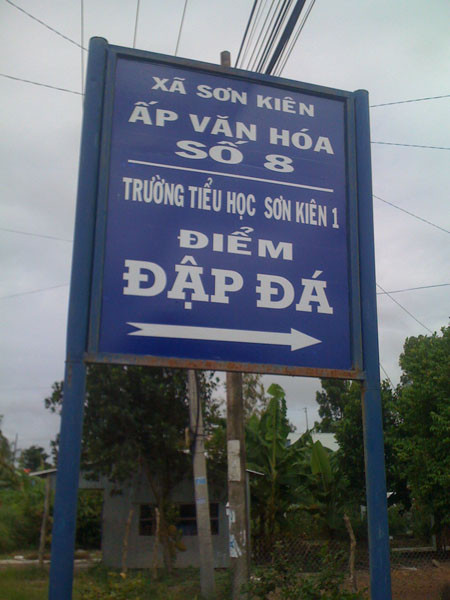 XÃ SƠN KIÊN
ẤP VĂN HÓA
SỐ 8
TRƯỜNG TIỂU HỌC SƠN KIÊN 1
ĐIỂM
ĐẬP ĐÁ